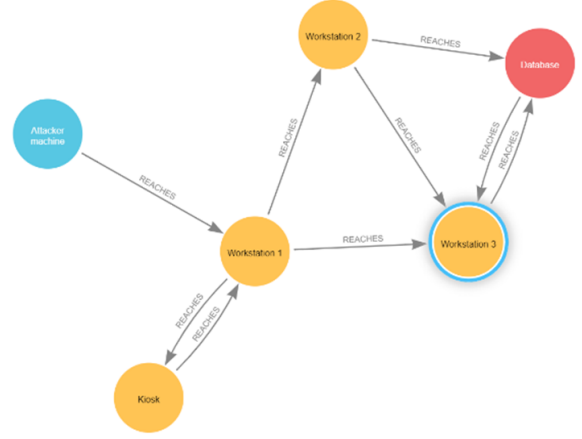 Workstation 2
REACHES
Database
Attacker
machine
REACHES
REACHES
REACHES
REACHES
REACHES
Workstation 1
REACHES
Workstation 3
REACHES
REACHES
Kiosk